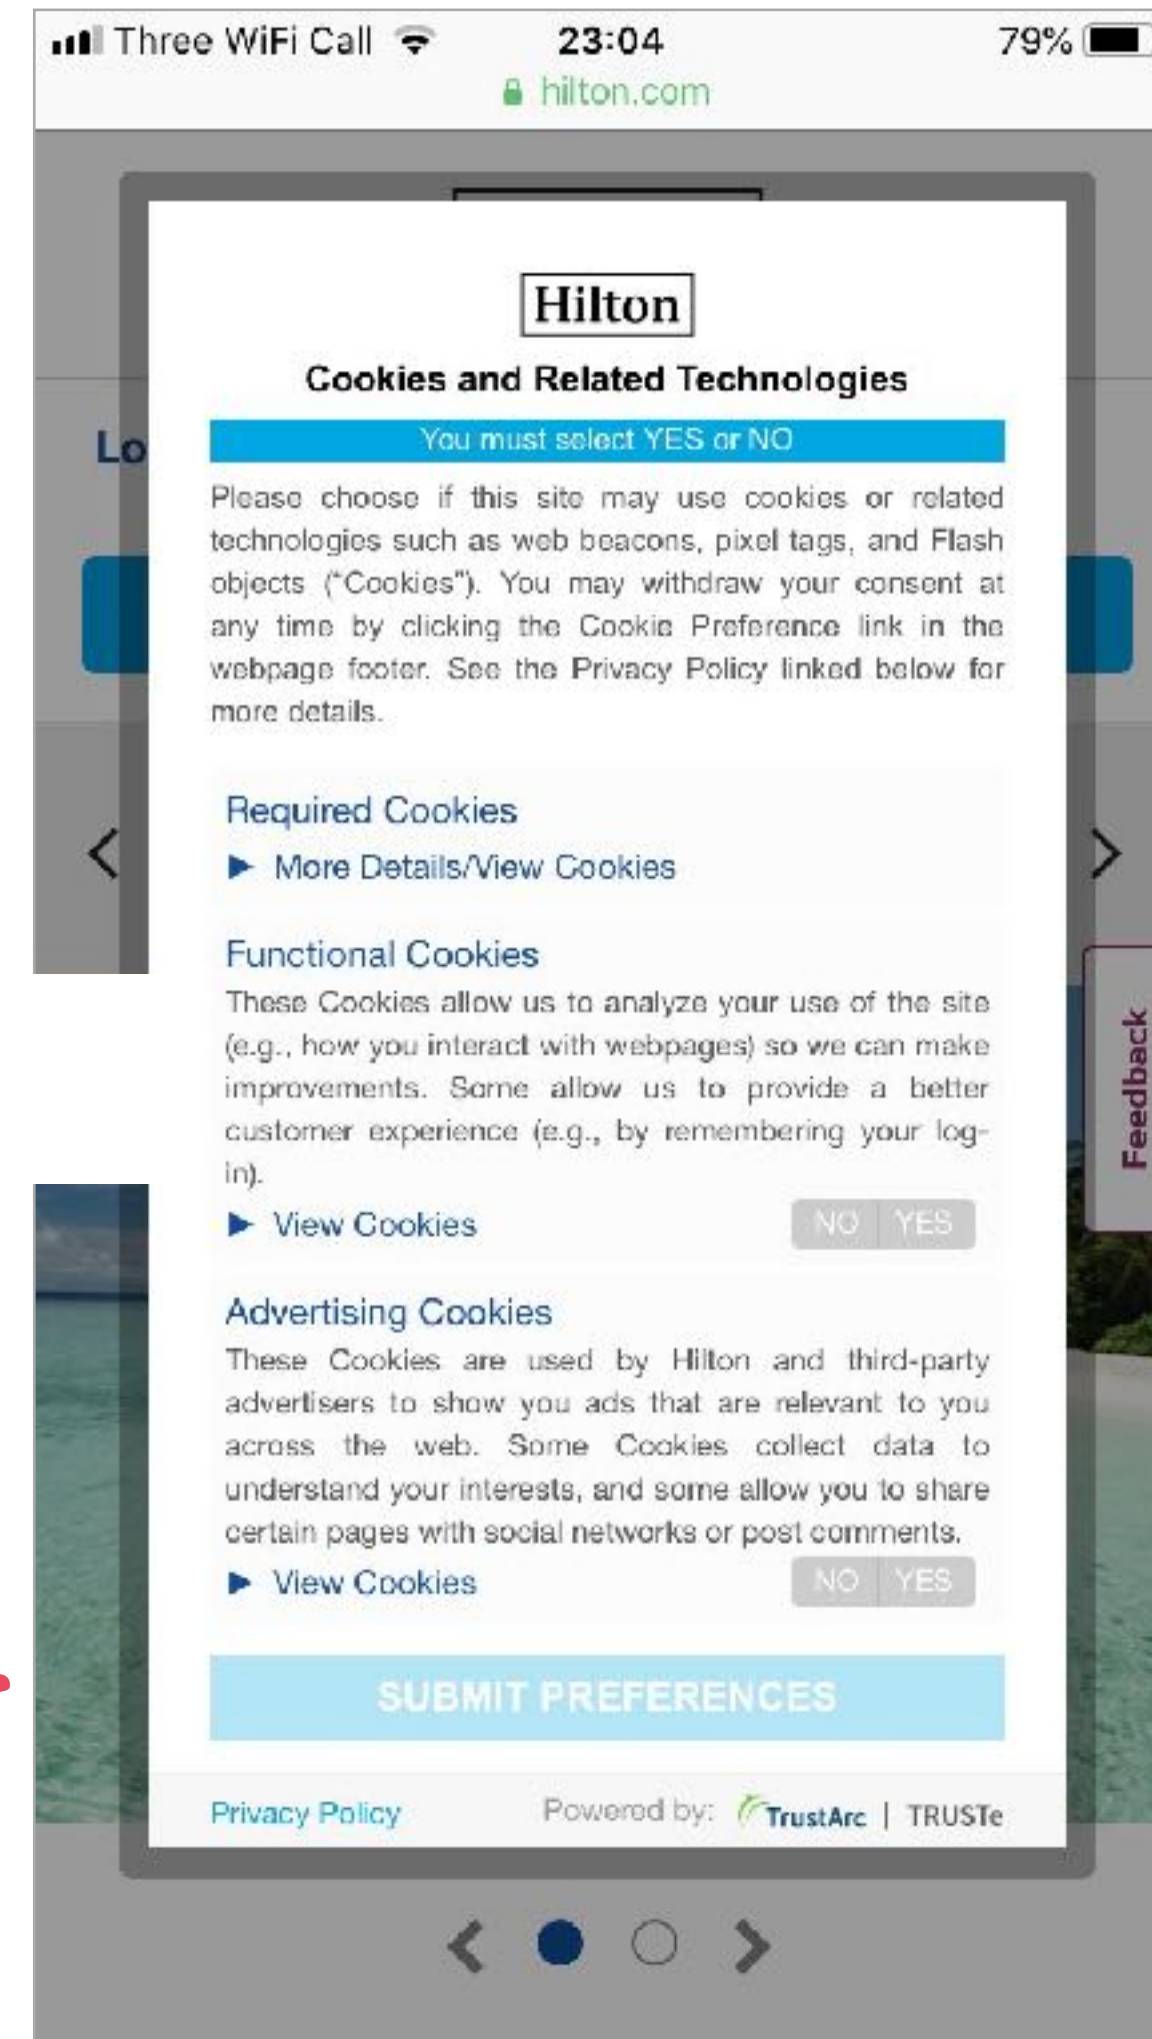 Three WiFi Call
23:04
79%
hilton.com
Hilton
Cookies and Related Technologies
You must select YES or NO
Lo
Please choose if this site may use cookies or related
technologies such as web beacons, pixel tags, and Flash
objects (“Cookies”). You may withdraw your consent at
any time by clicking the Cookie Preference link in the
webpage footer. See the Privacy Policy linked below for
more details.
Required Cookies
More Details/View Cookies
Functional Cookies
These Cookies allow us to analyze your use of the site
(e.g., how you interact with webpages) so we can make
improvements. Some allow us to provide a better
customer experience (e.g., by remembering your log-
in).
View Cookies
NO YES
Feedback
Advertising Cookies
These Cookies are used by Hilton and third-party
advertisers to show you ads that are relevant to you
across the web. Some Cookies collect data to
understand your interests, and some allow you to share
certain pages with social networks or post comments.
View Cookies
NO YES
SUBMIT PREFERENCES
Privacy Policy
Powered by: TrustArc | TRUSTe